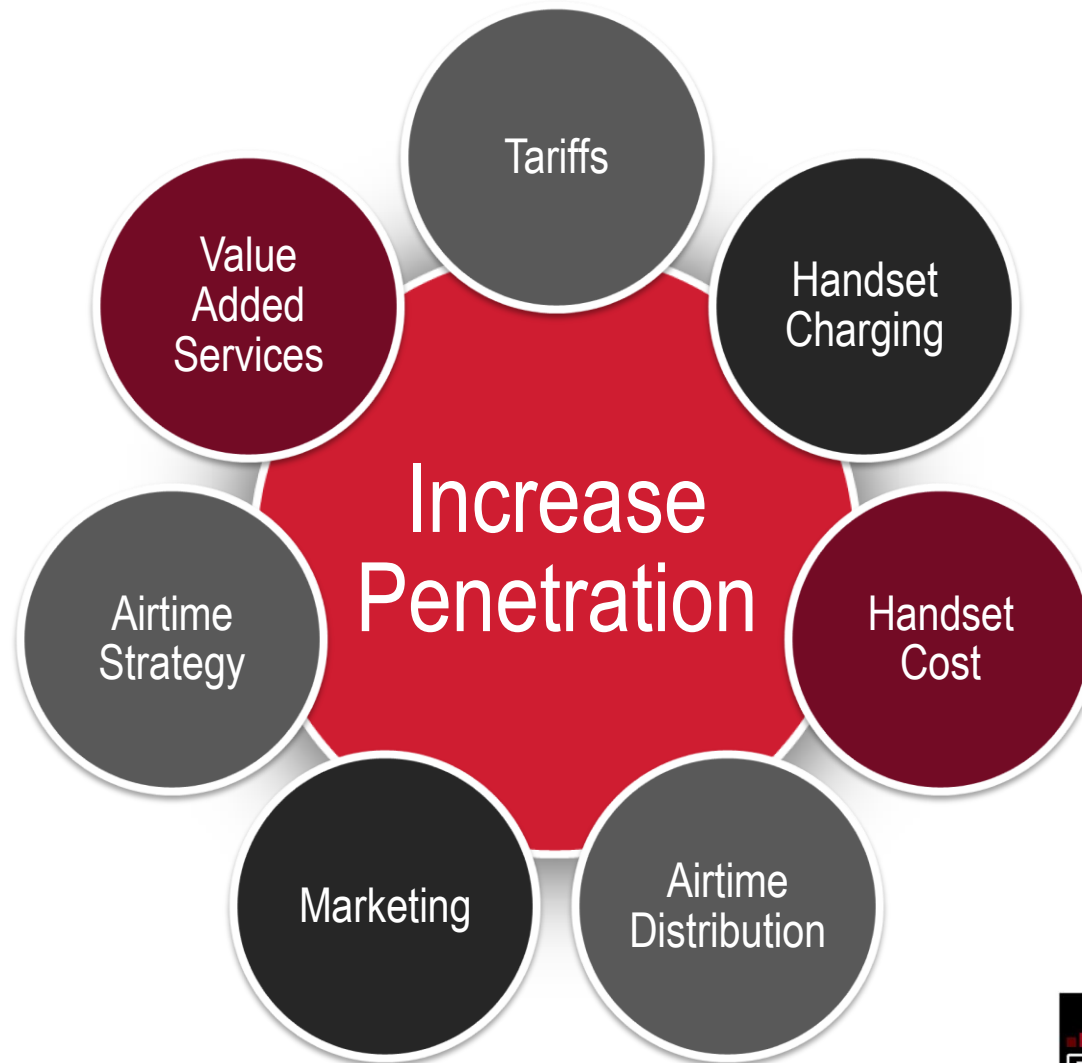 Tariffs
Handset
Charging
Handset
Cost
Airtime
Distribution
Marketing
Airtime
Strategy
Value
Added
Services
Increase
Penetration